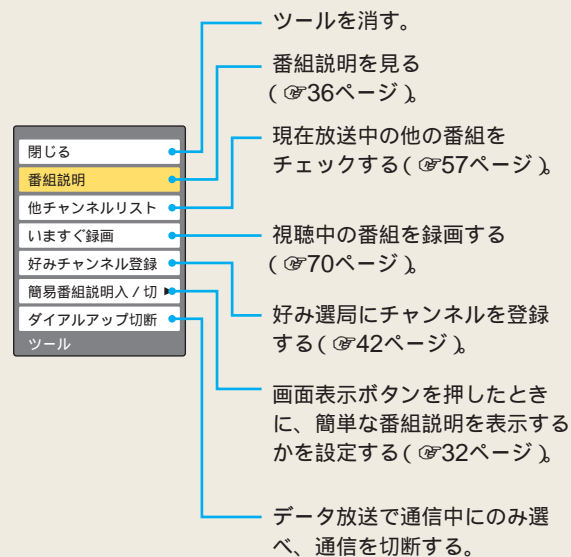 ツールを消す。
番組説明を見る
(☞36ページ)。
現在放送中の他の番組を
チェックする(☞57ページ)。
視聴中の番組を録画する
(☞70ページ)。
好み選局にチャンネルを登録
する(☞42ページ)。
画面表示ボタンを押したとき
に、簡単な番組説明を表示する
かを設定する(☞32ページ)。
データ放送で通信中にのみ選
べ、通信を切断する。
閉じる
番組説明
他チャンネルリスト
いますぐ録画
好みチャンネル登録
簡易番組説明入/切
ダイアルアップ切断
ツール